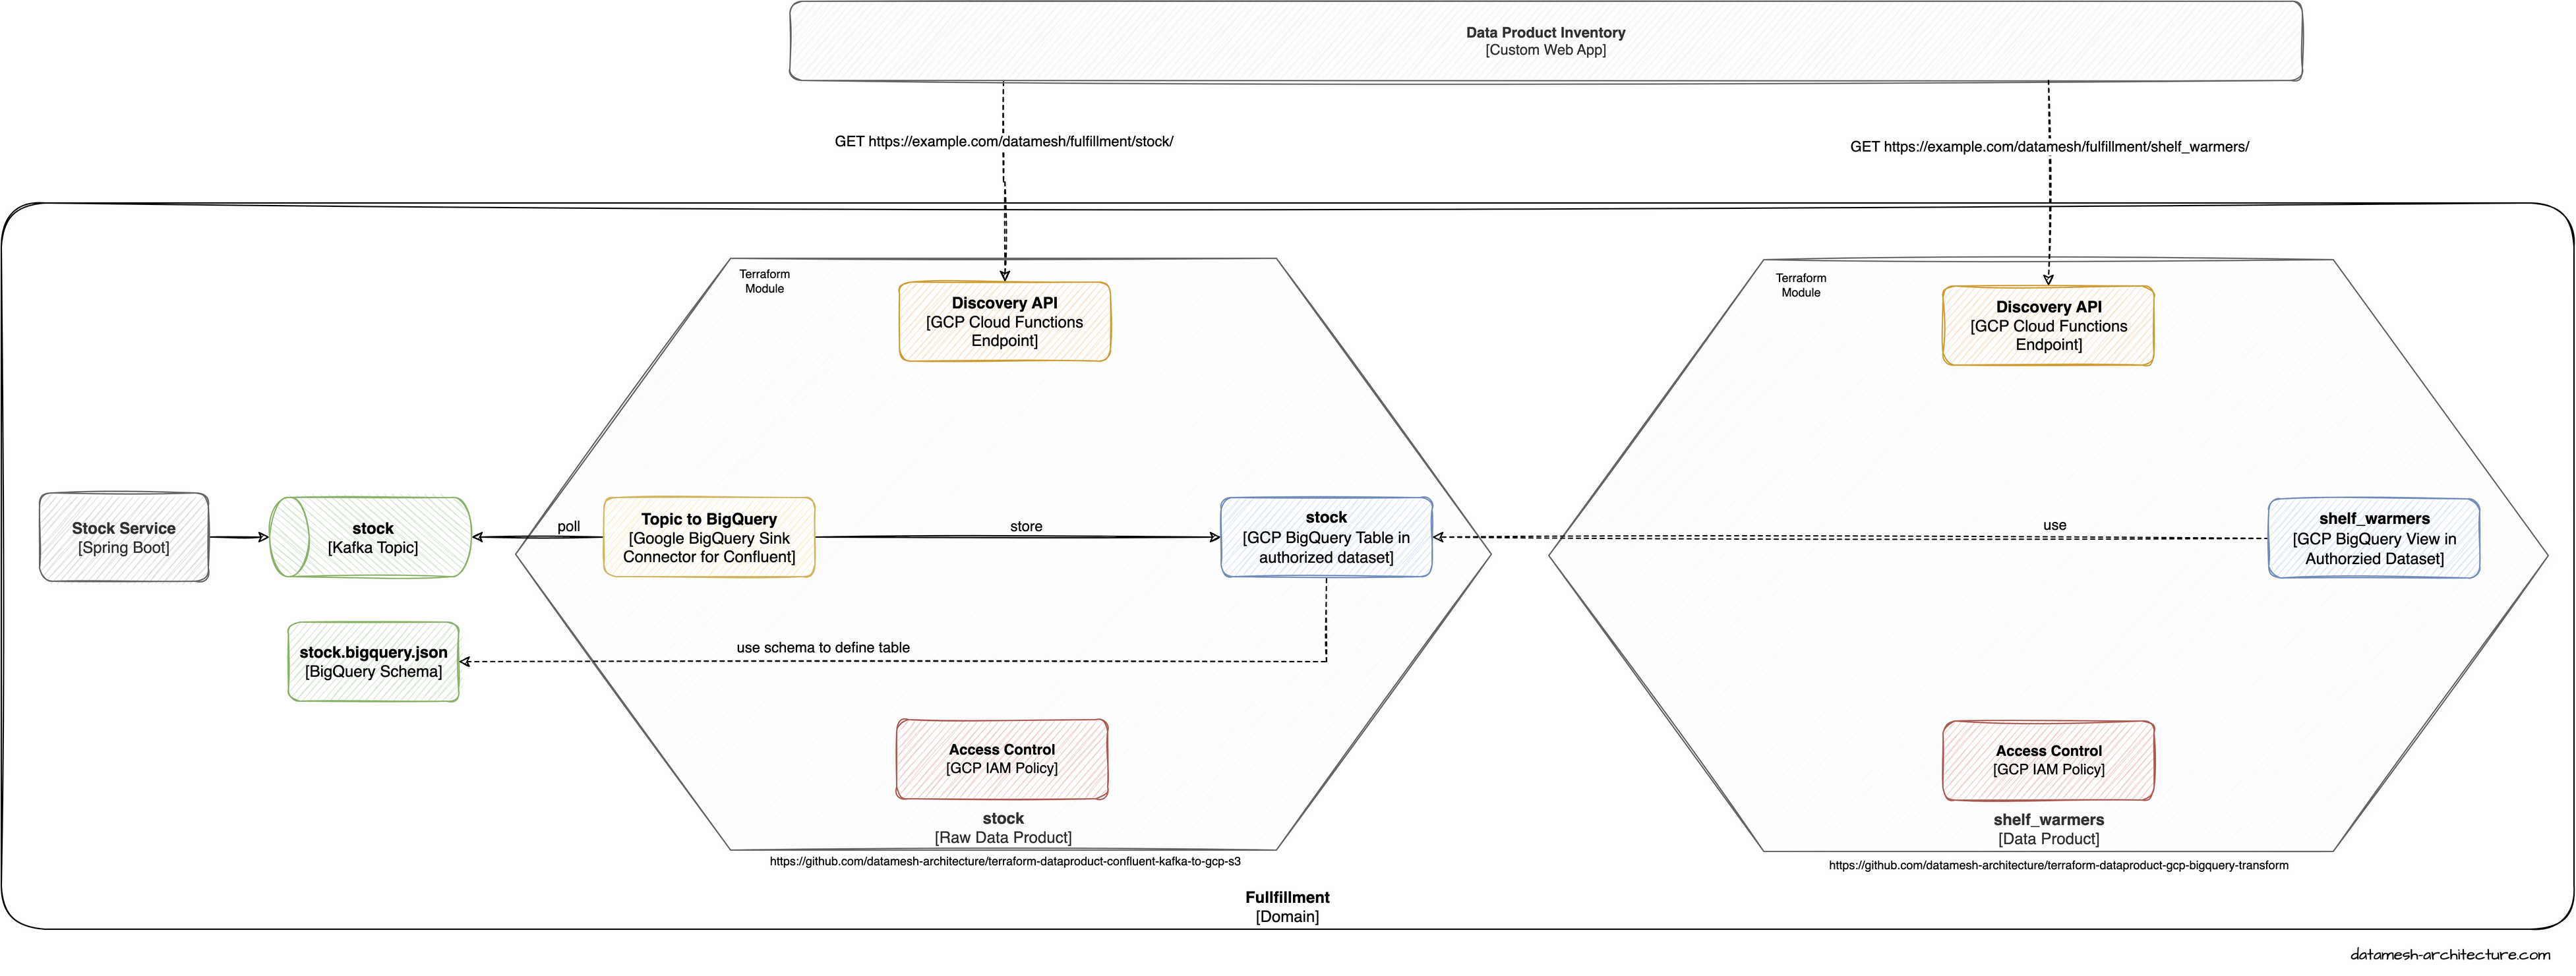 Data Product Inventory
[Custom Web App]
GET https://example.com/datamesh/fulfillment/stock/
GET https://example.com/datamesh/fulfillment/shelf_warmers/
Terraform
Module
Discovery API
[GCP Cloud Functions
Endpoint]
Terraform
Module
Discovery API
[GCP Cloud Functions
Endpoint]
Stock Service
[Spring Boot]
stock
[Kafka Topic]
poll
Topic to BigQuery
[Google BigQuery Sink
Connector for Confluent]
store
stock
[GCP BigQuery Table in
authorized dataset]
use
shelf_warmers
[GCP BigQuery View in
Authorzied Dataset]
stock.bigquery.json
[BigQuery Schema]
use schema to define table
Access Control
[GCP IAM Policy]
stock
[Raw Data Product]
https://github.com/datamesh-architecture/terraform-dataproduct-confluent-kafka-to-gcp-s3
Access Control
[GCP IAM Policy]
shelf_warmers
[Data Product]
https://github.com/datamesh-architecture/terraform-dataproduct-gcp-bigquery-transform
Fullfillment
[Domain]
datamesh-architecture.com